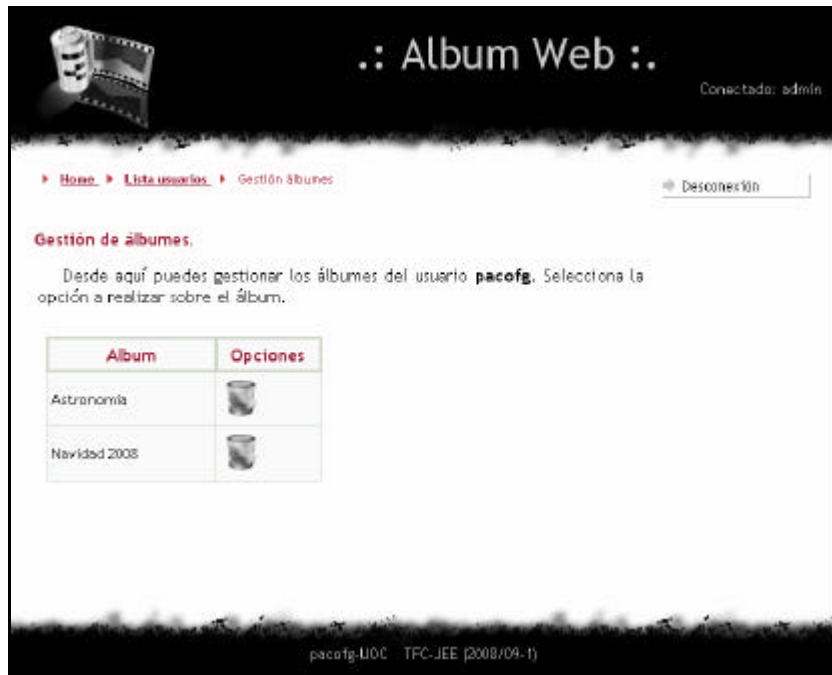 .: Album Web :.
Conectado: admin
Home Lista usuarios Gestión álbumes
Desconexión
Gestión de álbumes.
Desde aquí puedes gestionar los álbumes del usuario pacofg. Selecciona la
opción a realizar sobre el álbum.
Album Opciones
Astronomía
Navidad 2008
pacofg-UOC TFC-JEE (2008/09-1)